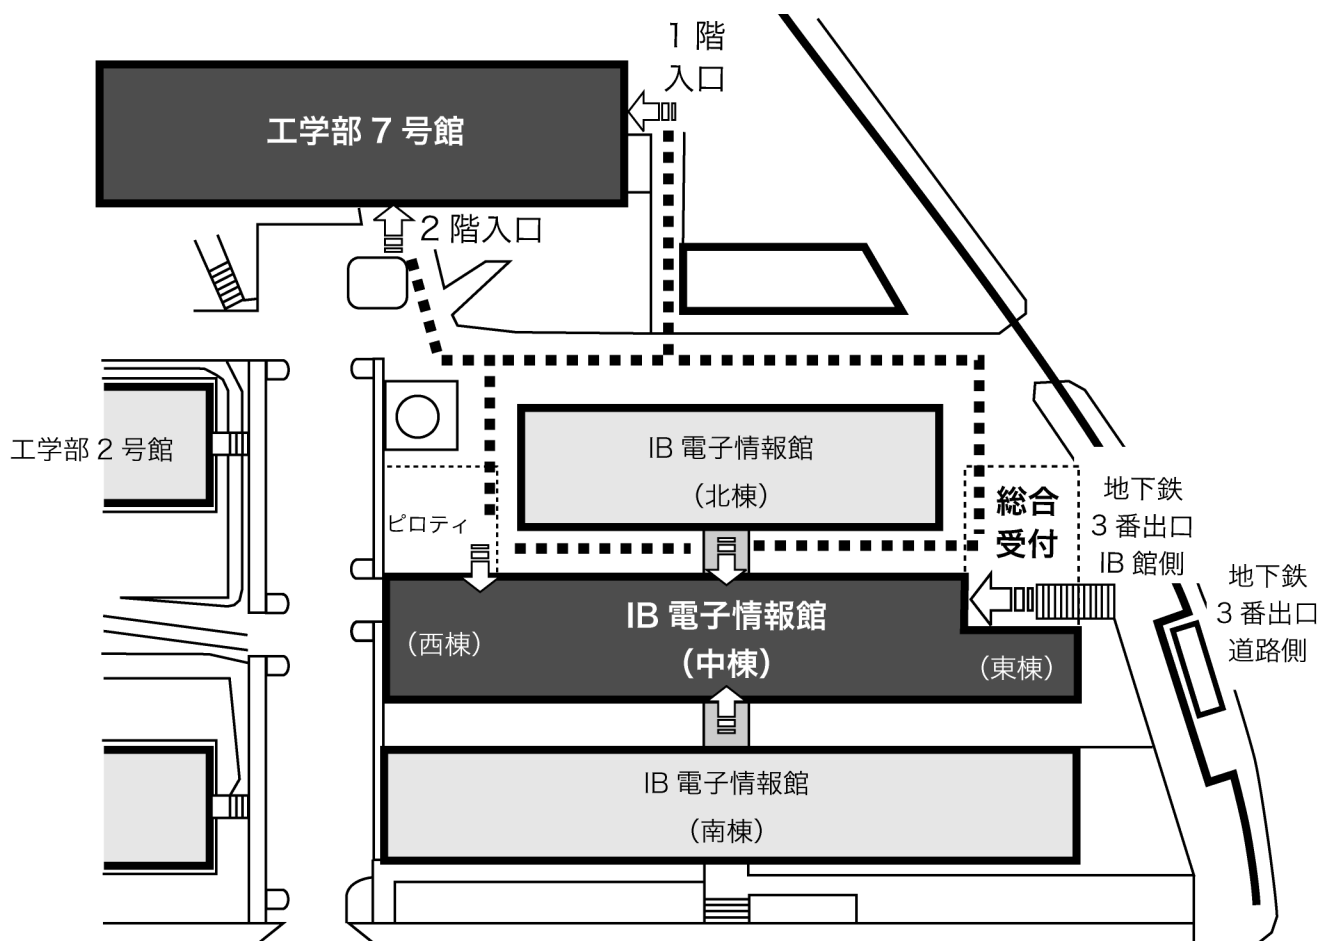 1 階
入口
工学部 7 号館
2 階入口
工学部 2 号館
IB 電子情報館
（北棟）
ピロティ
総合
受付
地下鉄
3 番出口
IB 館側
地下鉄
3 番出口
道路側
IB 電子情報館
（中棟）
（西棟）
（東棟）
IB 電子情報館
（南棟）